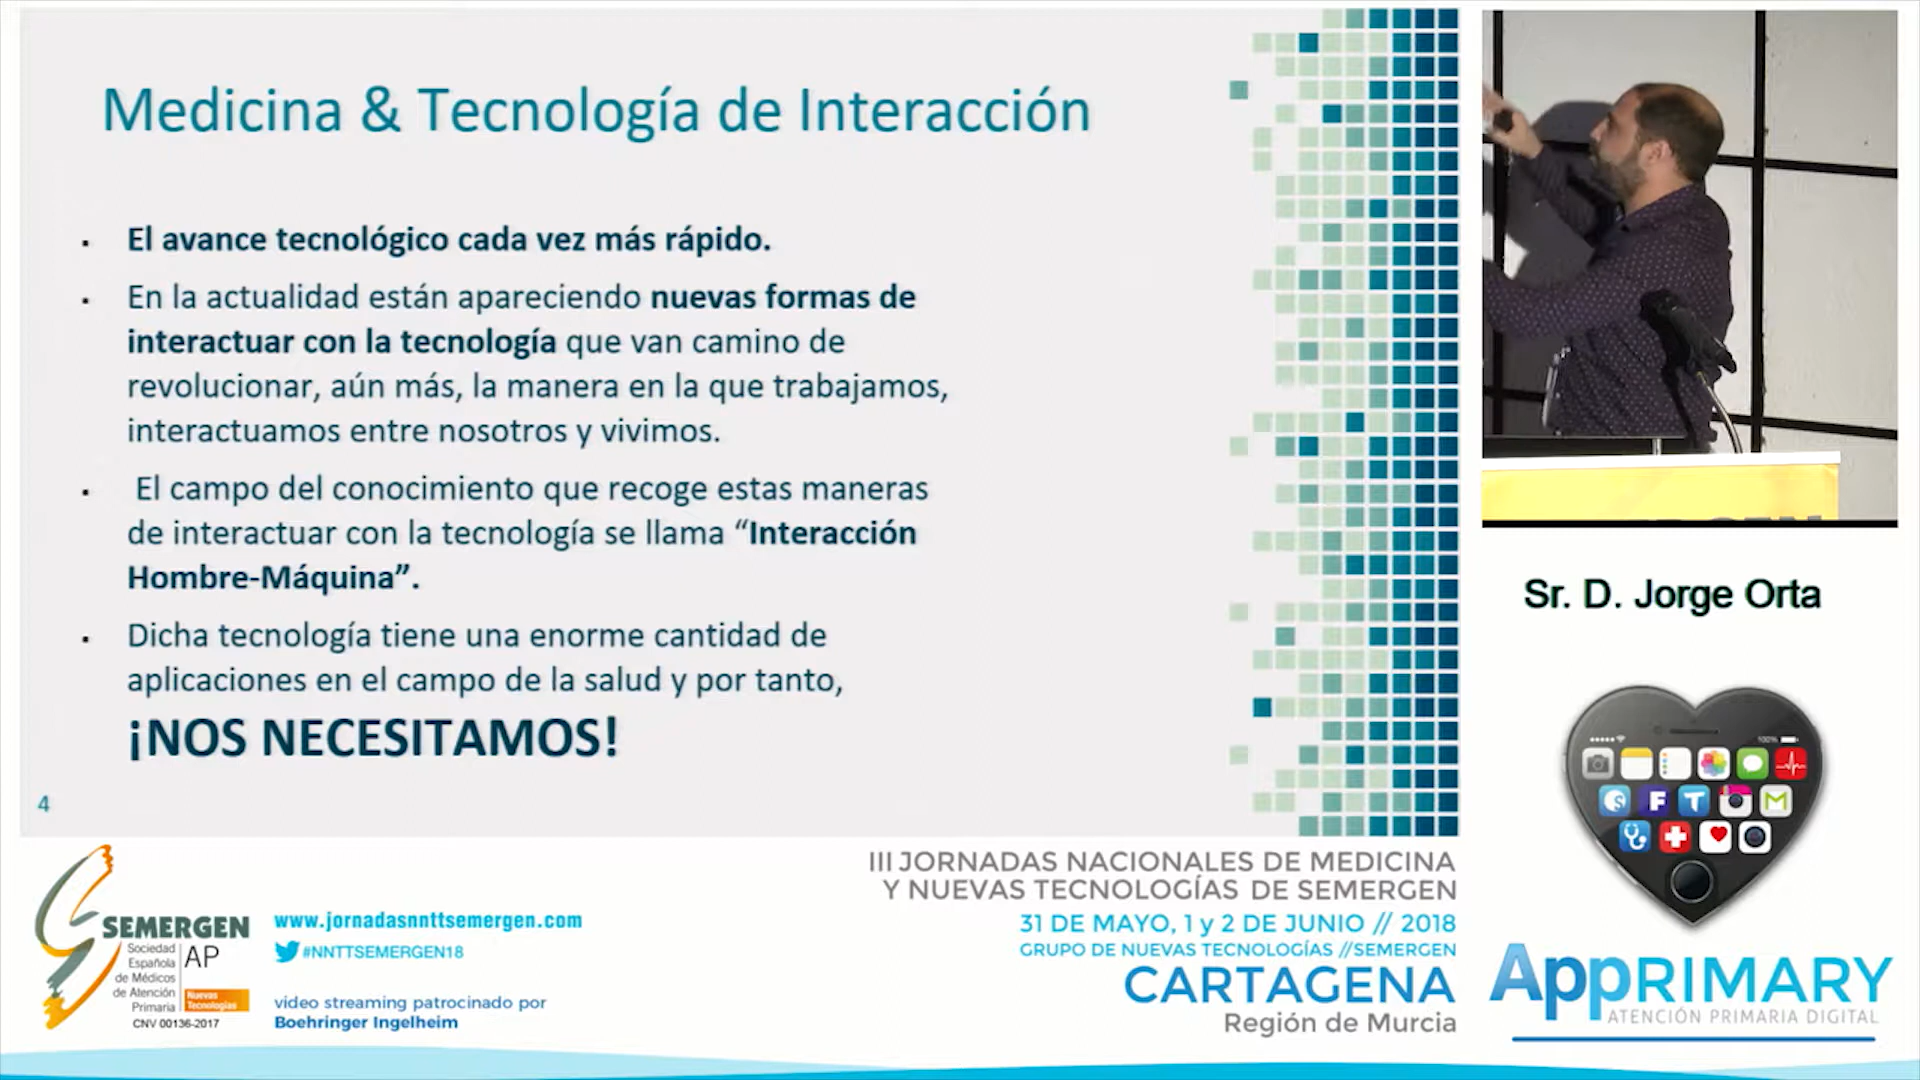 Medicina & Tecnología de Interacción
El avance tecnológico cada vez más rápido.
En la actualidad están apareciendo nuevas formas de
interactuar con la tecnología que van camino de
revolucionar, aún más, la manera en la que trabajamos,
interactuamos entre nosotros y vivimos.
El campo del conocimiento que recoge estas maneras
de interactuar con la tecnología se llama “Interacción
Hombre-Máquina”.
Dicha tecnología tiene una enorme cantidad de
aplicaciones en el campo de la salud y por tanto,
¡NOS NECESITAMOS!
4
Sr. D. Jorge Orta
100%
SEMERGEN
Sociedad
Española
de Médicos
de Atención
Primaria
AP
Nuevas
Tecnologías
CNV 00136-2017
www.jornadasnnttsemergen.com
#NNTTSEMERGEN18
video streaming patrocinado por
Boehringer Ingelheim
III JORNADAS NACIONALES DE MEDICINA
Y NUEVAS TECNOLOGÍAS DE SEMERGEN
31 DE MAYO, 1 y 2 DE JUNIO // 2018
GRUPO DE NUEVAS TECNOLOGÍAS //SEMERGEN
CARTAGENA
Región de Murcia
AppRIMARY
ATENCIÓN PRIMARIA DIGITAL